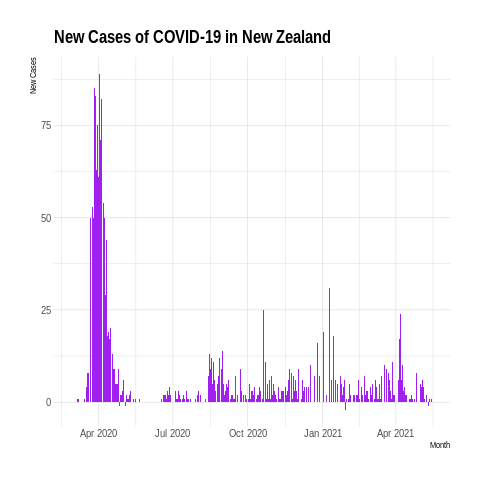 New Cases of COVID-19 in New Zealand
New Cases
75
50
25
0
Apr 2020 Jul 2020 Oct 2020 Jan 2021 Apr 2021
Month